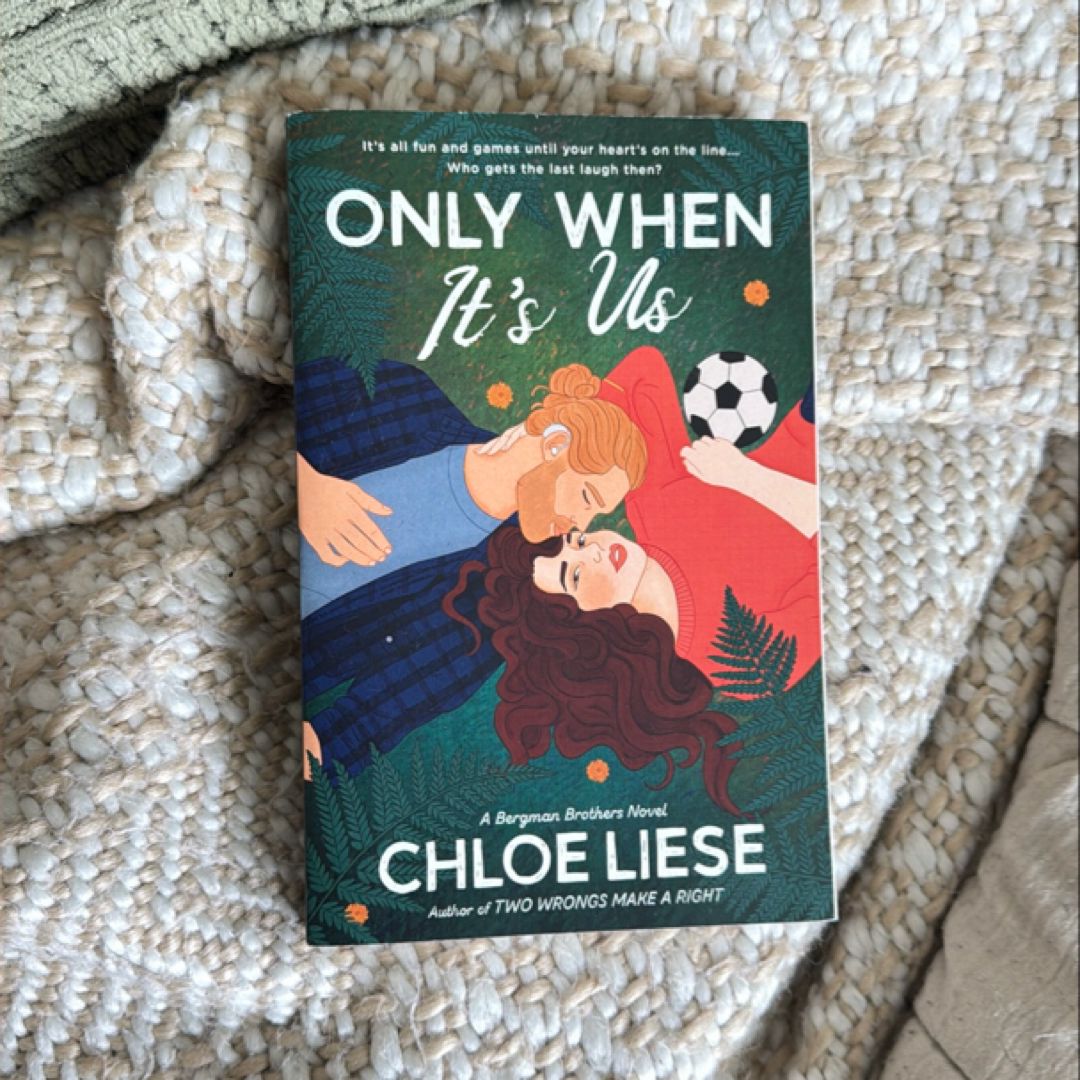 It's all fun and games until your heart's on the line...
Who gets the last laugh then?
ONLY WHEN
It's Us
A Bergman Brothers Novel
CHLOE LIESE
Author of TWO WRONGS MAKE A RIGHT